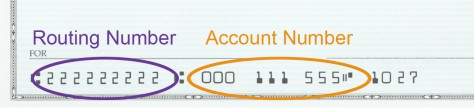 Routing Number Account Number
FOR
⑆222222222⑆ 000 111 555⑈ 1027